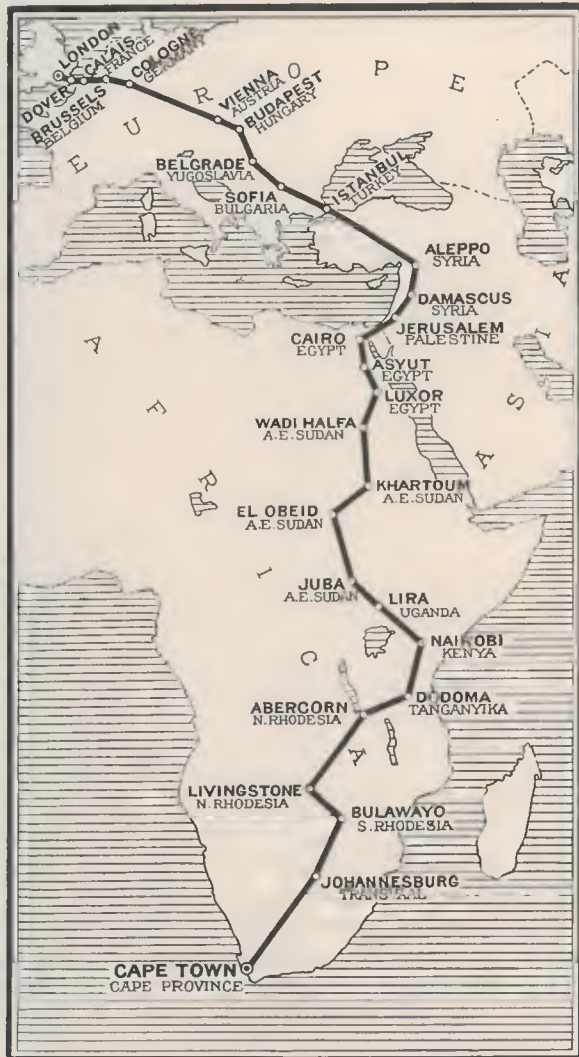 LONDON
DOVER
CALAIS
FRANCE
BRUSSELS
BELGIUM
COLOGNE
GERMANY
EUROPE
VIENNA
AUSTRIA
BUDAPEST
HUNGARY
BELGRADE
YUGOSLAVIA
SOFIA
BULGARIA
ISTANBUL
TURKEY
ALEPPO
SYRIA
DAMASCUS
SYRIA
JERUSALEM
PALESTINE
CAIRO
EGYPT
ASYUT
EGYPT
LUXOR
EGYPT
ASIA
AFRICA
WADI HALFA
A.E.SUDAN
KHARTOUM
A.E.SUDAN
EL OBEID
A.E.SUDAN
JUBA
A.E.SUDAN
LIRA
UGANDA
NAIROBI
KENYA
DODOMA
TANGANYIKA
ABERCORN
N.RHODESIA
LIVINGSTONE
N.RHODESIA
BULAWAYO
S.RHODESIA
JOHANNESBURG
TRANSVAAL
CAPE TOWN
CAPE PROVINCE